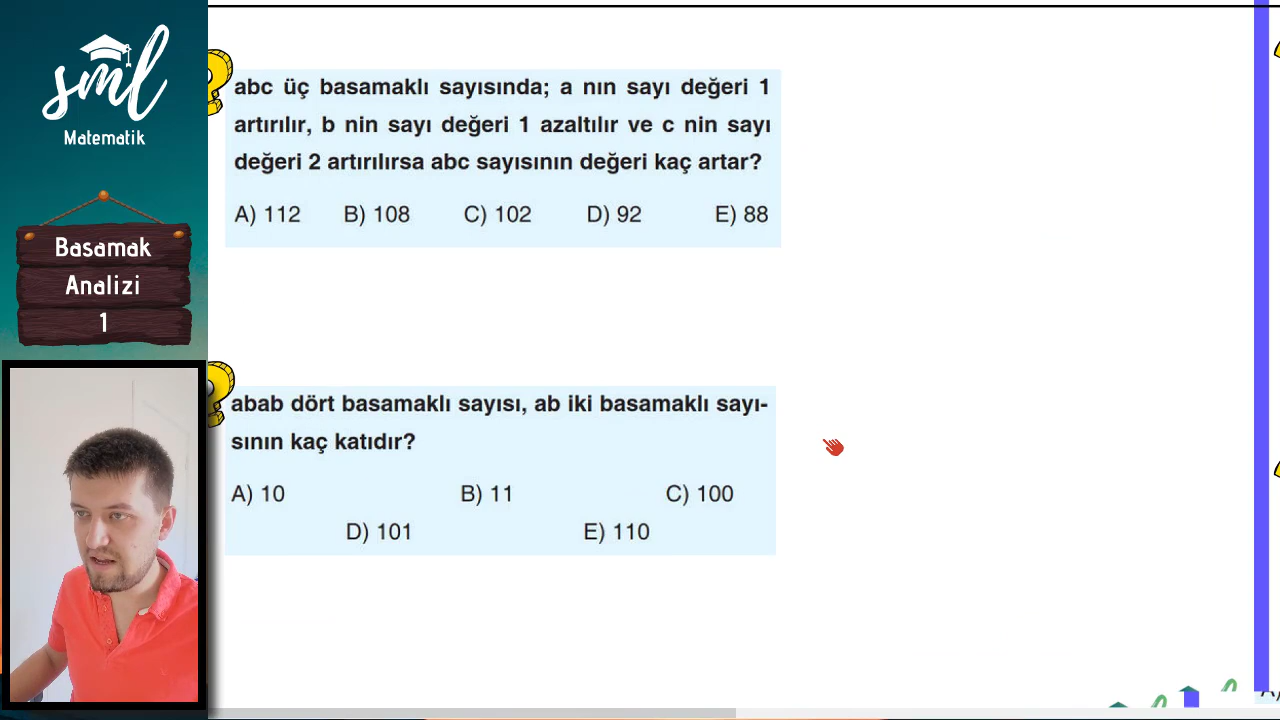 sml
Matematik
Basamak
Analizi
1
abc üç basamaklı sayısında; a nın sayı değeri 1
artırılır, b nin sayı değeri 1 azaltılır ve c nin sayı
değeri 2 artırılırsa abc sayısının değeri kaç artar?
A) 112 B) 108 C) 102 D) 92 E) 88
abab dört basamaklı sayısı, ab iki basamaklı sayı-
sının kaç katıdır?
A) 10 B) 11 C) 100
D) 101 E) 110